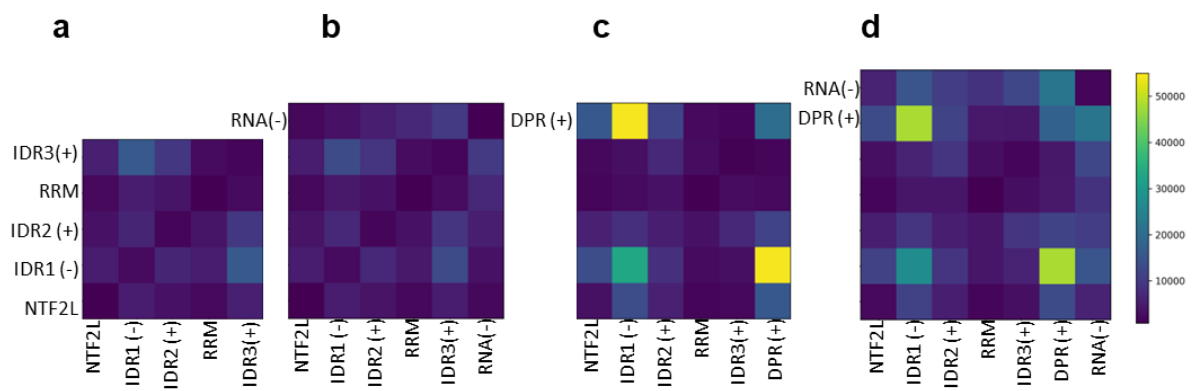 a
b
c
d
RNA(-)
DPR (+)
RNA(-)
DPR (+)
IDR3(+)
RRM
IDR2 (+)
IDR1 (-)
NTF2L
50000
40000
30000
20000
10000
NTF2L
IDR1 (-)
IDR2 (+)
RRM
IDR3(+)
NTF2L
IDR1 (-)
IDR2 (+)
RRM
IDR3(+)
RNA(-)
NTF2L
IDR1 (-)
IDR2 (+)
RRM
IDR3(+)
DPR(+)
NTF2L
IDR1 (-)
IDR2 (+)
RRM
IDR3(+)
DPR(+)
RNA(-)